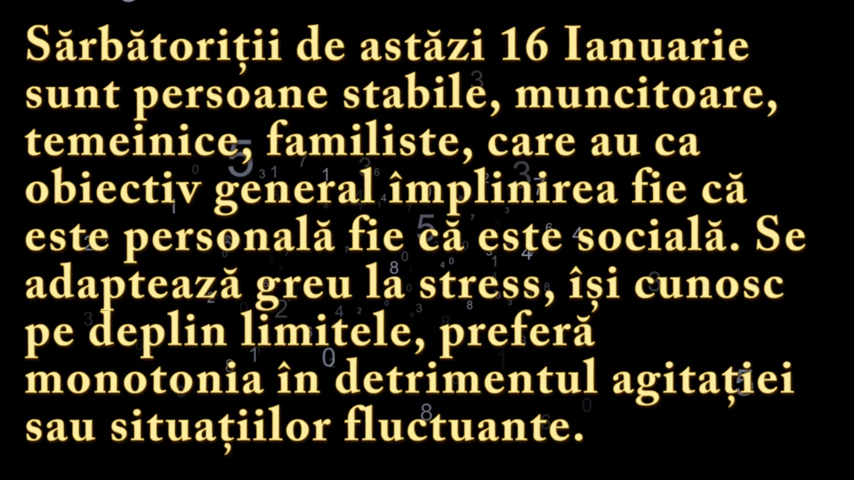 Sărbătoriții de astăzi 16 Ianuarie
sunt persoane stabile, muncitoare,
temeinice, familiste, care au ca
obiectiv general împlinirea fie că
este personală fie că este socială. Se
adaptează greu la stress, își cunosc
pe deplin limitele, preferă
monotonia în detrimentul agitației
sau situațiilor fluctuante.